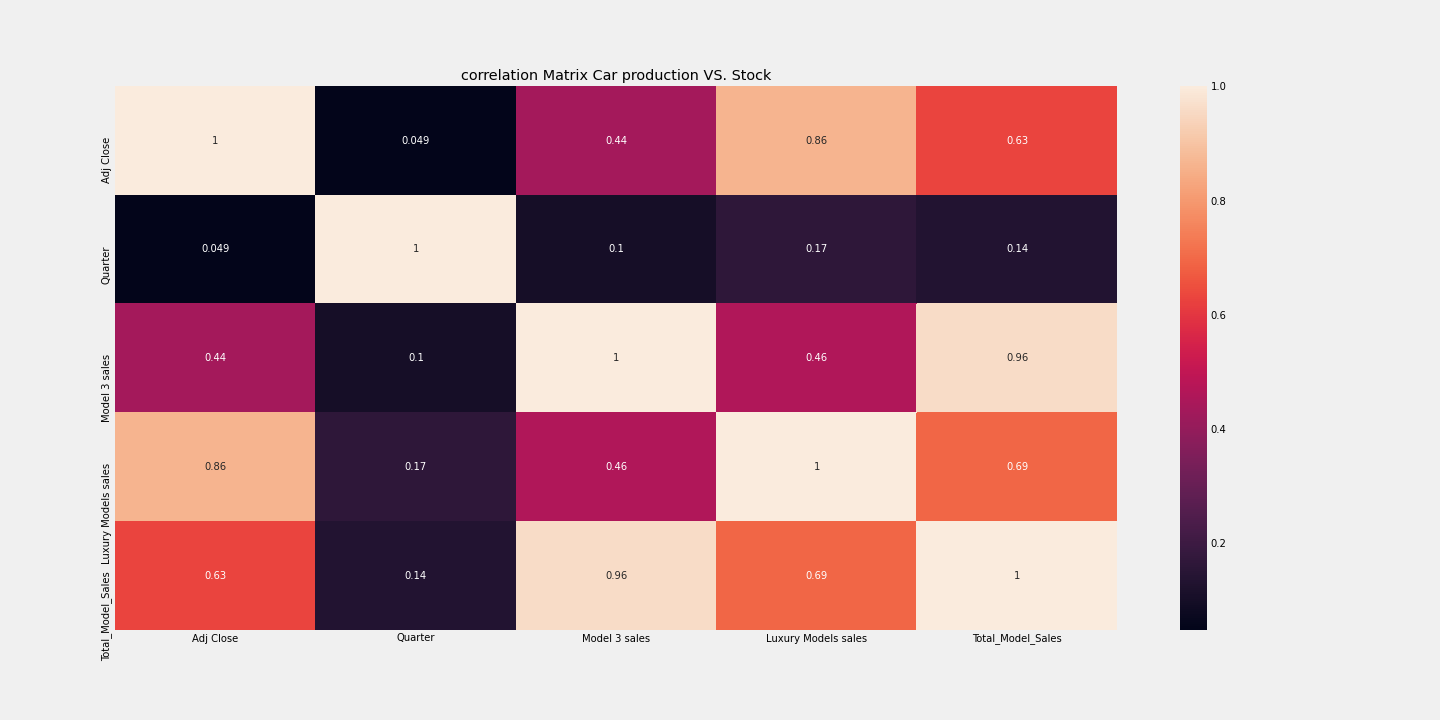 correlation Matrix Car production VS. Stock
Adj Close
1 0.049 0.44 0.86 0.63
Quarter
0.049 1 0.1 0.17 0.14
Model 3 sales
0.44 0.1 1 0.46 0.96
Luxury Models sales
0.86 0.17 0.46 1 0.69
Total_Model_Sales
0.63 0.14 0.96 0.69 1
Adj Close Quarter Model 3 sales Luxury Models sales Total_Model_Sales
1.0
0.8
0.6
0.4
0.2